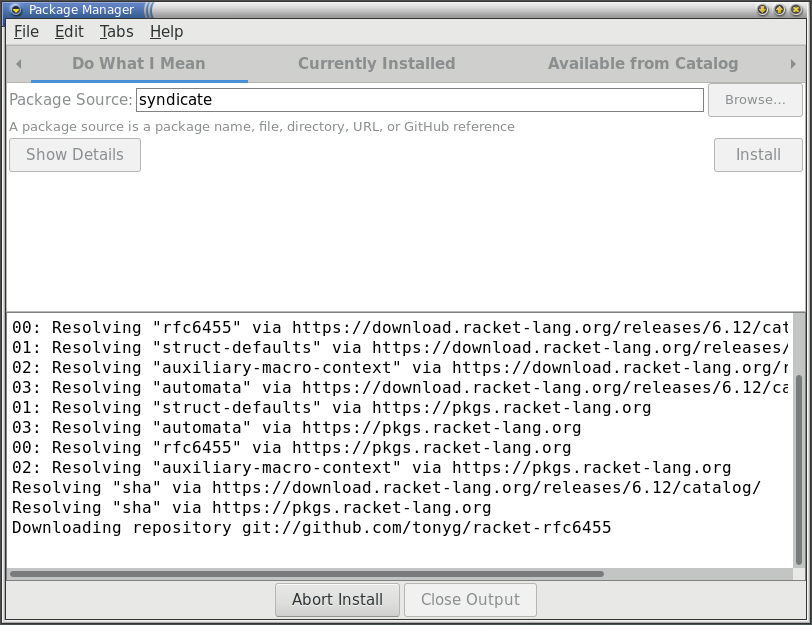 Package Manager
File Edit Tabs Help
Do What I Mean Currently Installed Available from Catalog
Package Source: syndicate Browse...
A package source is a package name, file, directory, URL, or GitHub reference
Show Details Install
00: Resolving "rfc6455" via https://download.racket-lang.org/releases/6.12/cat
01: Resolving "struct-defaults" via https://download.racket-lang.org/releases/
02: Resolving "auxiliary-macro-context" via https://download.racket-lang.org/r
03: Resolving "automata" via https://download.racket-lang.org/releases/6.12/ca
01: Resolving "struct-defaults" via https://pkgs.racket-lang.org
03: Resolving "automata" via https://pkgs.racket-lang.org
00: Resolving "rfc6455" via https://pkgs.racket-lang.org
02: Resolving "auxiliary-macro-context" via https://pkgs.racket-lang.org
Resolving "sha" via https://download.racket-lang.org/releases/6.12/catalog/
Resolving "sha" via https://pkgs.racket-lang.org
Downloading repository git://github.com/tonyg/racket-rfc6455
Abort Install Close Output